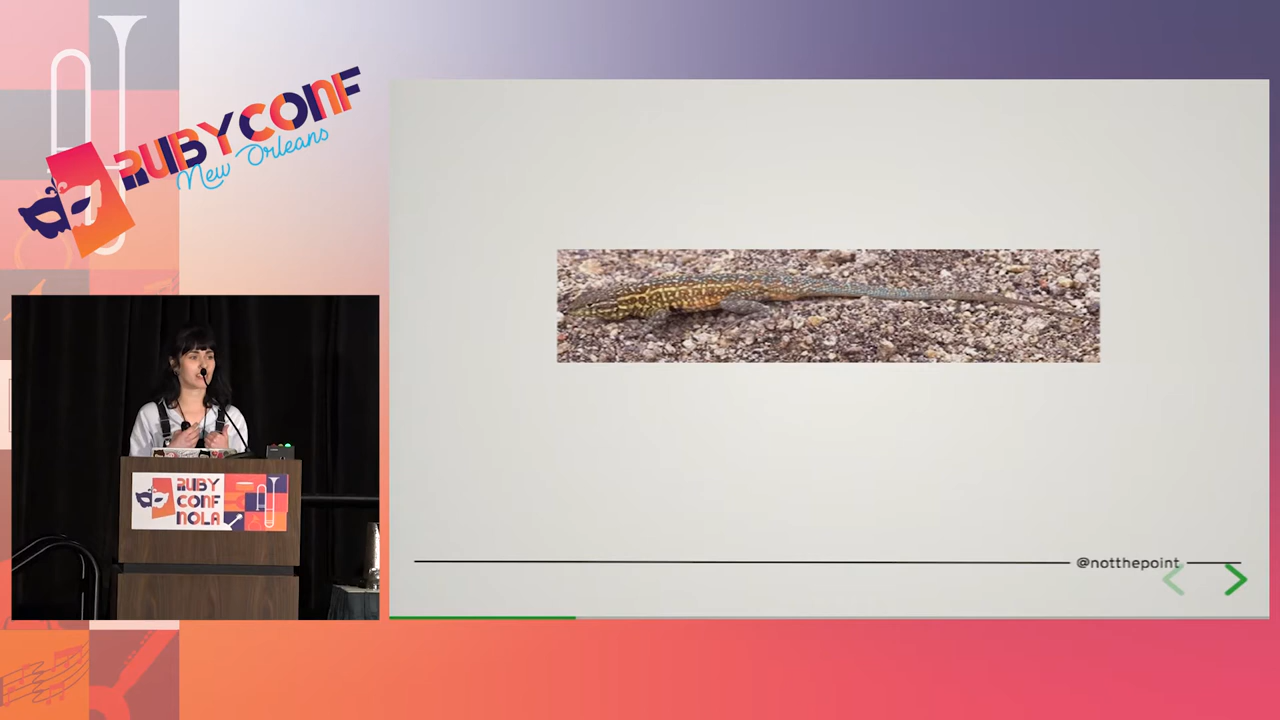 RUBYCONF
New Orleans
RUBY
CONF
NOLA
@notthepoint